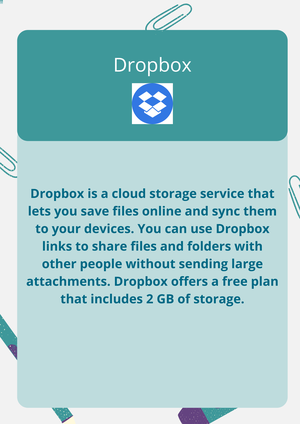 Dropbox
Dropbox is a cloud storage service that
lets you save files online and sync them
to your devices. You can use Dropbox
links to share files and folders with
other people without sending large
attachments. Dropbox offers a free plan
that includes 2 GB of storage.